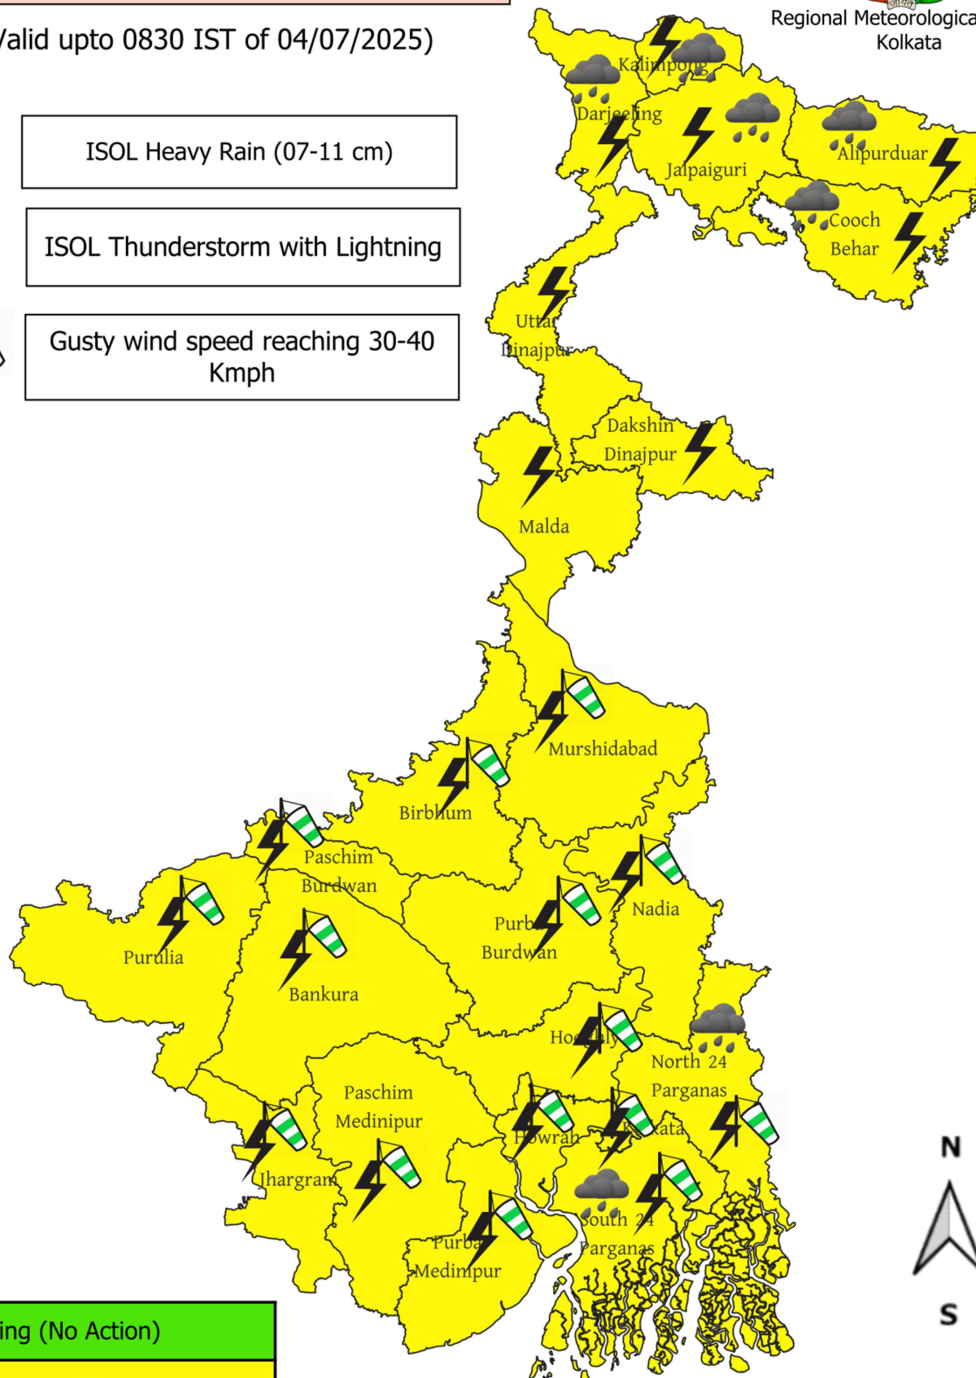 Regional Meteorologica
Kolkata
Valid upto 0830 IST of 04/07/2025)
ISOL Heavy Rain (07-11 cm)
ISOL Thunderstorm with Lightning
Gusty wind speed reaching 30-40
Kmph
Kalimpong
Darjeeling
Jalpaiguri
Alipurduar
Cooch
Behar
Uttar
Dinajpur
Dakshin
Dinajpur
Malda
Murshidabad
Birbhum
Paschim
Burdwan
Purulia
Bankura
Purba
Burdwan
Nadia
Hooghly
North 24
Parganas
Paschim
Medinipur
Howrah
Kolkata
Jhargram
South 24
Parganas
Purba
Medinipur
N
S
ing (No Action)